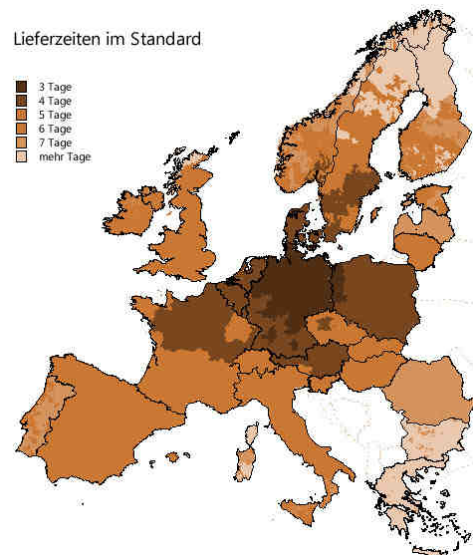 Lieferzeiten im Standard
3 Tage
4 Tage
5 Tage
6 Tage
7 Tage
mehr Tage